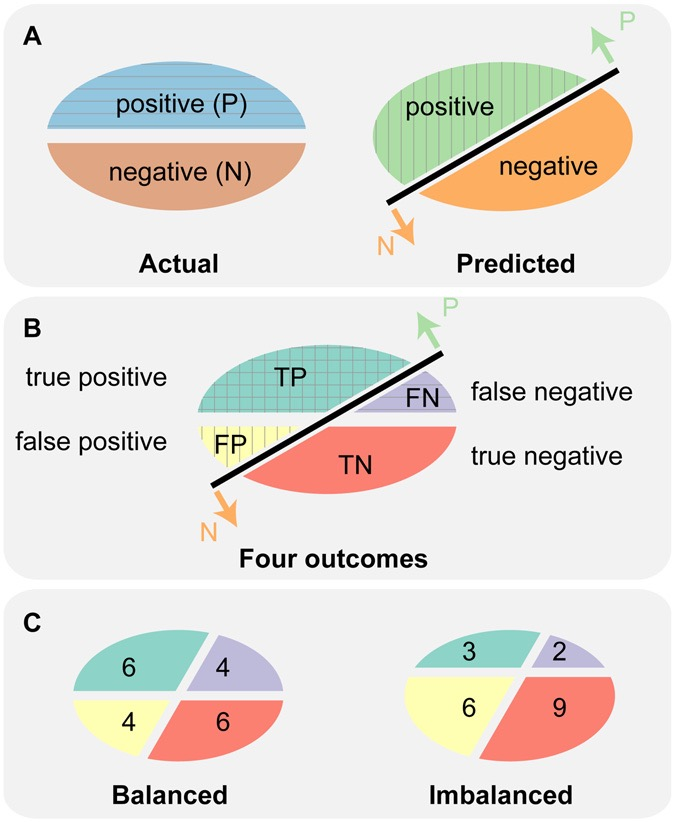 A
P
positive (P)
positive
negative (N)
negative
N
Actual
Predicted
B
P
true positive
TP
FN
false negative
false positive
FP
TN
true negative
N
Four outcomes
C
6
4
3
2
4
6
6
9
Balanced
Imbalanced